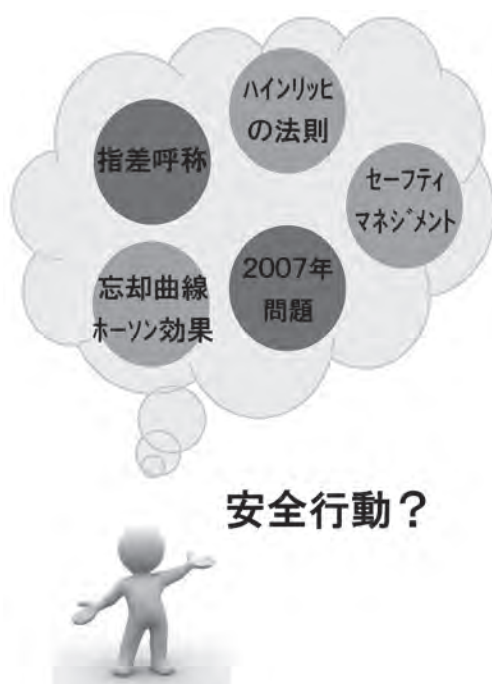 ハインリッヒ
の法則
指差呼称
セーフティ
マネジメント
2007年
問題
忘却曲線
ホーソン効果
安全行動？